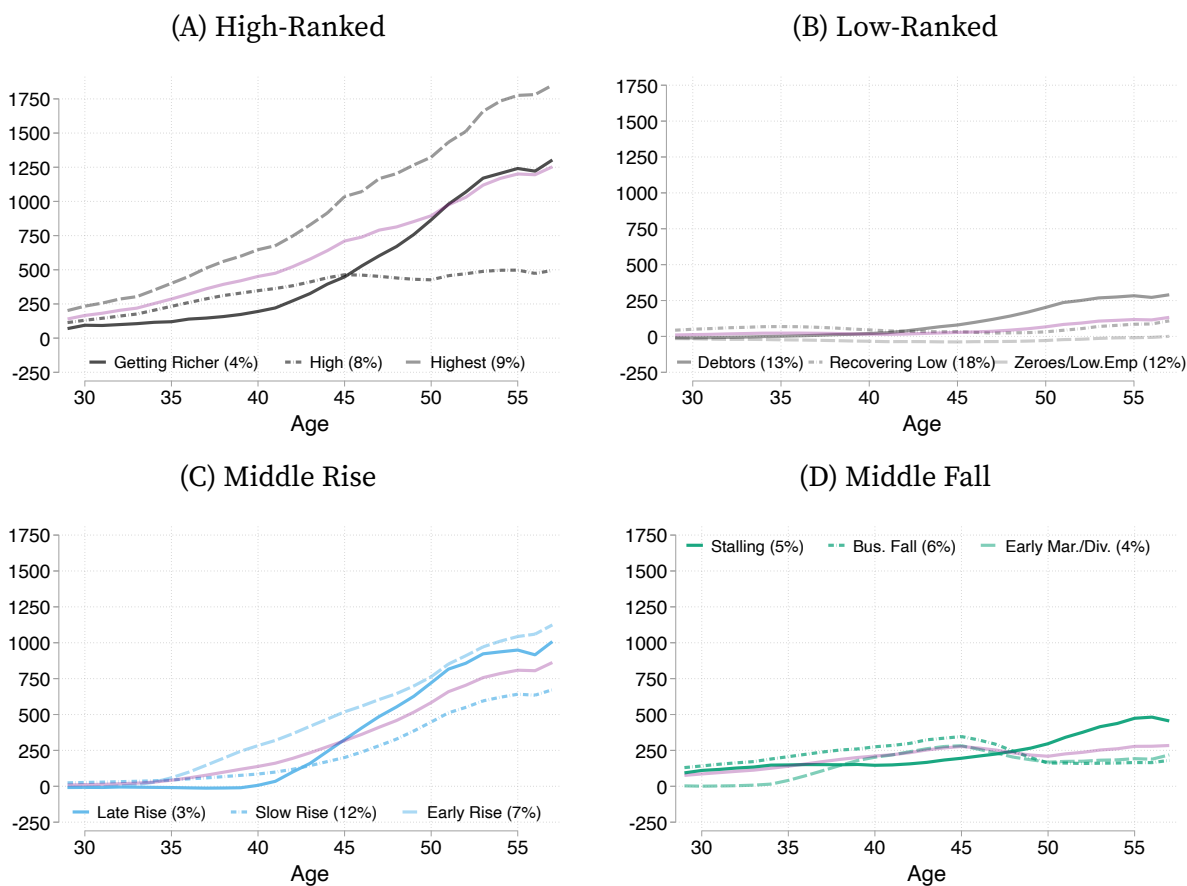 (A) High-Ranked
1750
1500
1250
1000
750
500
250
0
-250
Getting Richer (4%) High (8%) Highest (9%)
30 35 40 45 50 55
Age
(B) Low-Ranked
1750
1500
1250
1000
750
500
250
0
-250
Debtors (13%) Recovering Low (18%) Zeroes/Low.Emp (12%)
30 35 40 45 50 55
Age
(C) Middle Rise
1750
1500
1250
1000
750
500
250
0
-250
Late Rise (3%) Slow Rise (12%) Early Rise (7%)
30 35 40 45 50 55
Age
(D) Middle Fall
1750
1500
1250
1000
750
500
250
0
-250
Stalling (5%) Bus. Fall (6%) Early Mar./Div. (4%)
30 35 40 45 50 55
Age